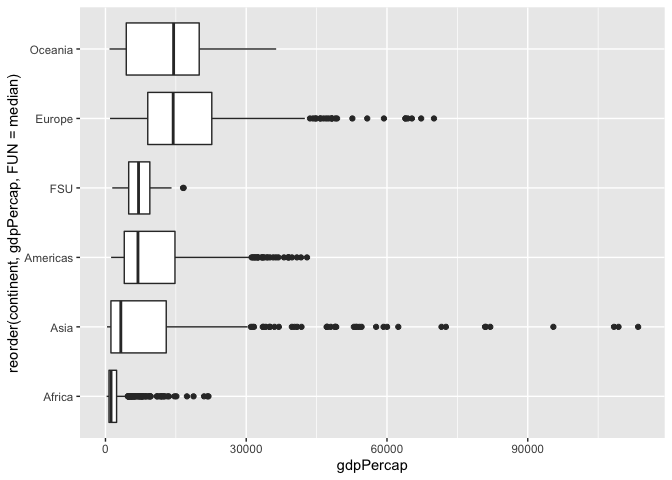 reorder(continent, gdpPercap, FUN = median)
Oceania
Europe
FSU
Americas
Asia
Africa
0 30000 60000 90000
gdpPercap